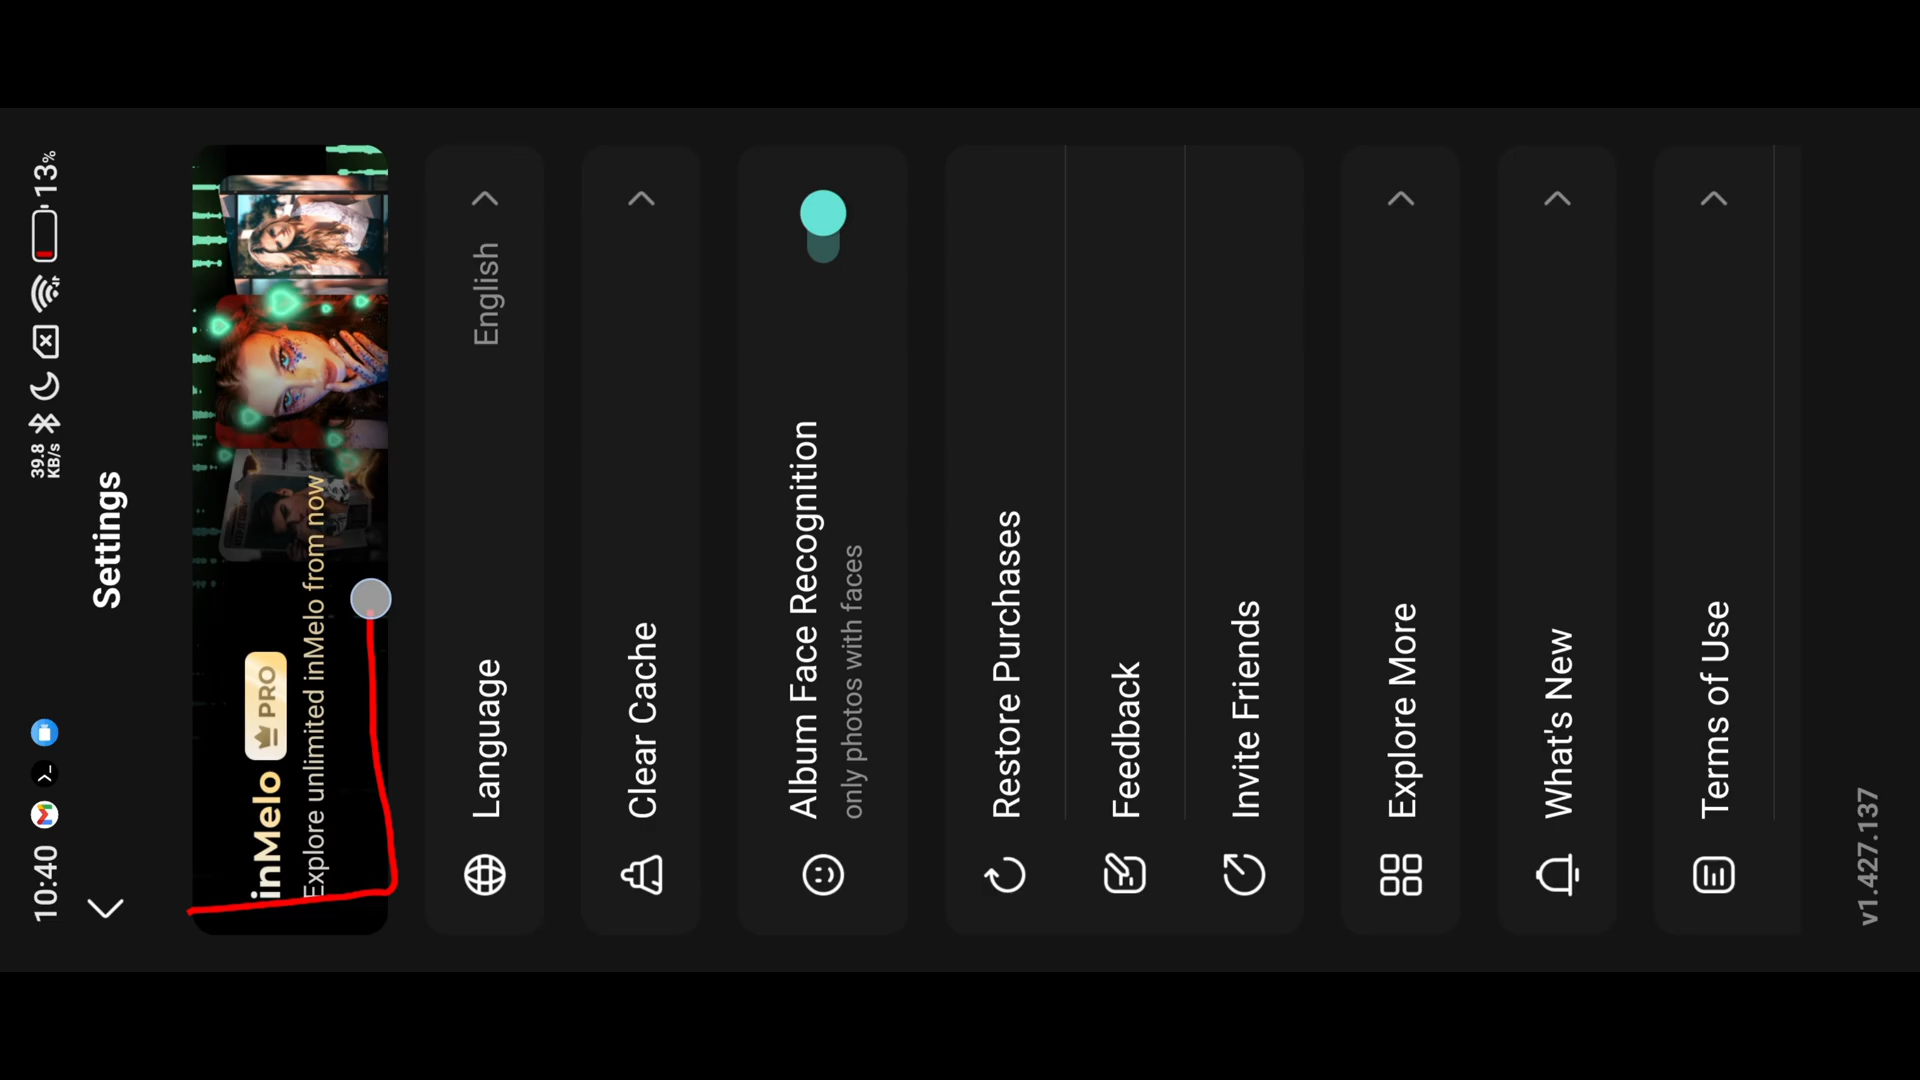 10:40
39.8
KB/s
13%
Settings
inMelo PRO
Explore unlimited inMelo from now
Language
English
Clear Cache
Album Face Recognition
only photos with faces
Restore Purchases
Feedback
Invite Friends
Explore More
What's New
Terms of Use
v1.427.137